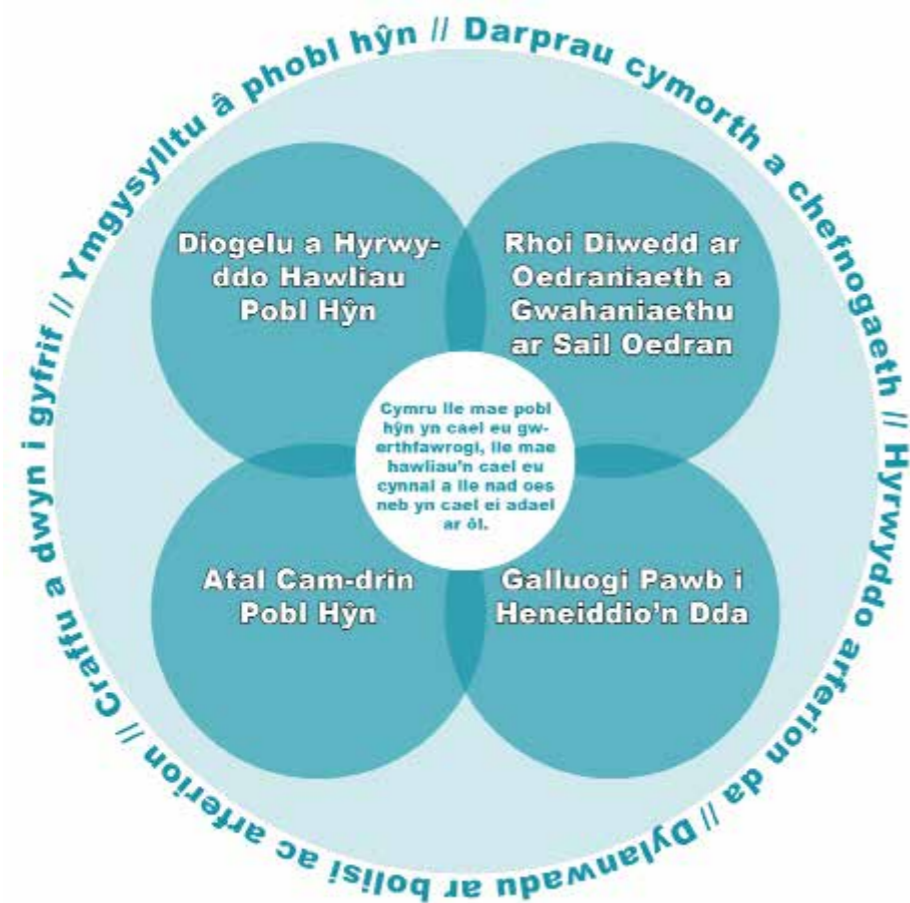 Ymgysylltu â phobl hŷn // Darprau cymorth a chefnogaeth // Hyrwyddo arferion da // Dylanwadu ar bolisi ac arferion // Craffu a dwyn i gyfrif //
Diogelu a Hyrwy-
ddo Hawliau
Pobl Hŷn
Rhoi Diwedd ar
Oedraniaeth a
Gwahaniaethu
ar Sail Oedran
Cymru lle mae pobl
hŷn yn cael eu gw-
erthfawrogi, lle mae
hawliau'n cael eu
cynnal a lle nad oes
neb yn cael ei adael
ar ôl.
Atal Cam-drin
Pobl Hŷn
Galluogi Pawb i
Heneiddio'n Dda